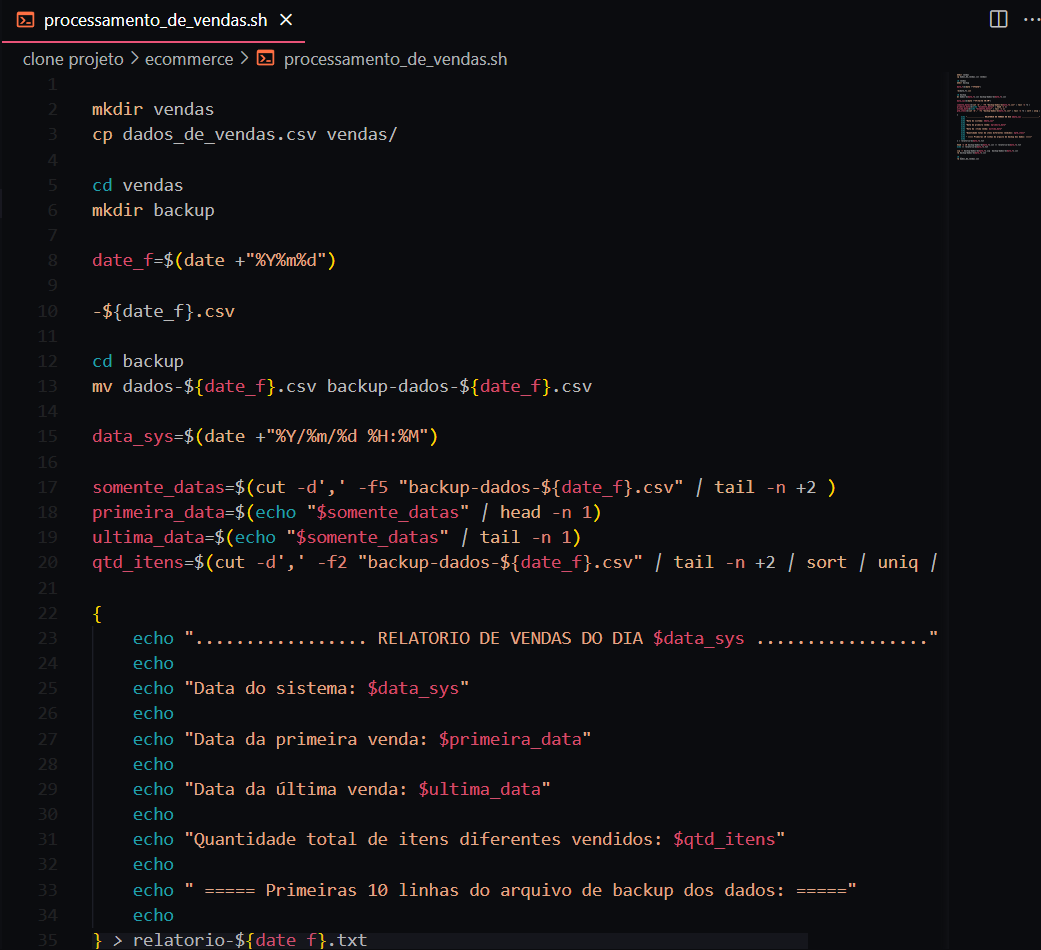 processamento_de_vendas.sh
clone projeto > ecommerce > processamento_de_vendas.sh
1
2 mkdir vendas
3 cp dados_de_vendas.csv vendas/
4
5 cd vendas
6 mkdir backup
7
8 date_f=$(date +"%Y%m%d")
9
10 -${date_f}.csv
11
12 cd backup
13 mv dados-${date_f}.csv backup-dados-${date_f}.csv
14
15 data_sys=$(date +"%Y/%m/%d %H:%M")
16
17 somente_datas=$(cut -d',' -f5 "backup-dados-${date_f}.csv" | tail -n +2 )
18 primeira_data=$(echo "$somente_datas" | head -n 1)
19 ultima_data=$(echo "$somente_datas" | tail -n 1)
20 qtd_itens=$(cut -d',' -f2 "backup-dados-${date_f}.csv" | tail -n +2 | sort | uniq |
21
22 {
23 echo "................. RELATORIO DE VENDAS DO DIA $data_sys ................."
24 echo
25 echo "Data do sistema: $data_sys"
26 echo
27 echo "Data da primeira venda: $primeira_data"
28 echo
29 echo "Data da última venda: $ultima_data"
30 echo
31 echo "Quantidade total de itens diferentes vendidos: $qtd_itens"
32 echo
33 echo " ===== Primeiras 10 linhas do arquivo de backup dos dados: ====="
34 echo
35 } > relatorio-${date_f}.txt